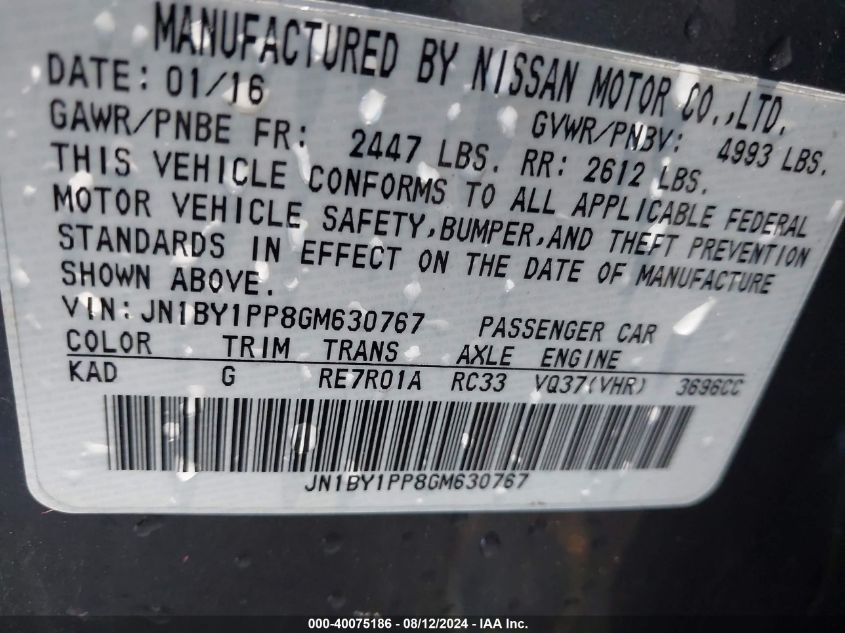 MANUFACTURED BY NISSAN MOTOR CO.,LTD.
DATE: 01/16 GVWR/PNBV: 4993 LBS.
GAWR/PNBE FR: 2447 LBS. RR: 2612 LBS.
THIS VEHICLE CONFORMS TO ALL APPLICABLE FEDERAL
MOTOR VEHICLE SAFETY,BUMPER,AND THEFT PREVENTION
STANDARDS IN EFFECT ON THE DATE OF MANUFACTURE
SHOWN ABOVE.
VIN:JN1BY1PP8GM630767 PASSENGER CAR
COLOR TRIM TRANS AXLE ENGINE
KAD G RE7R01A RC33 VQ37(VHR) 3696CC
JN1BY1PP8GM630767
000-40075186 - 08/12/2024 - IAA Inc.